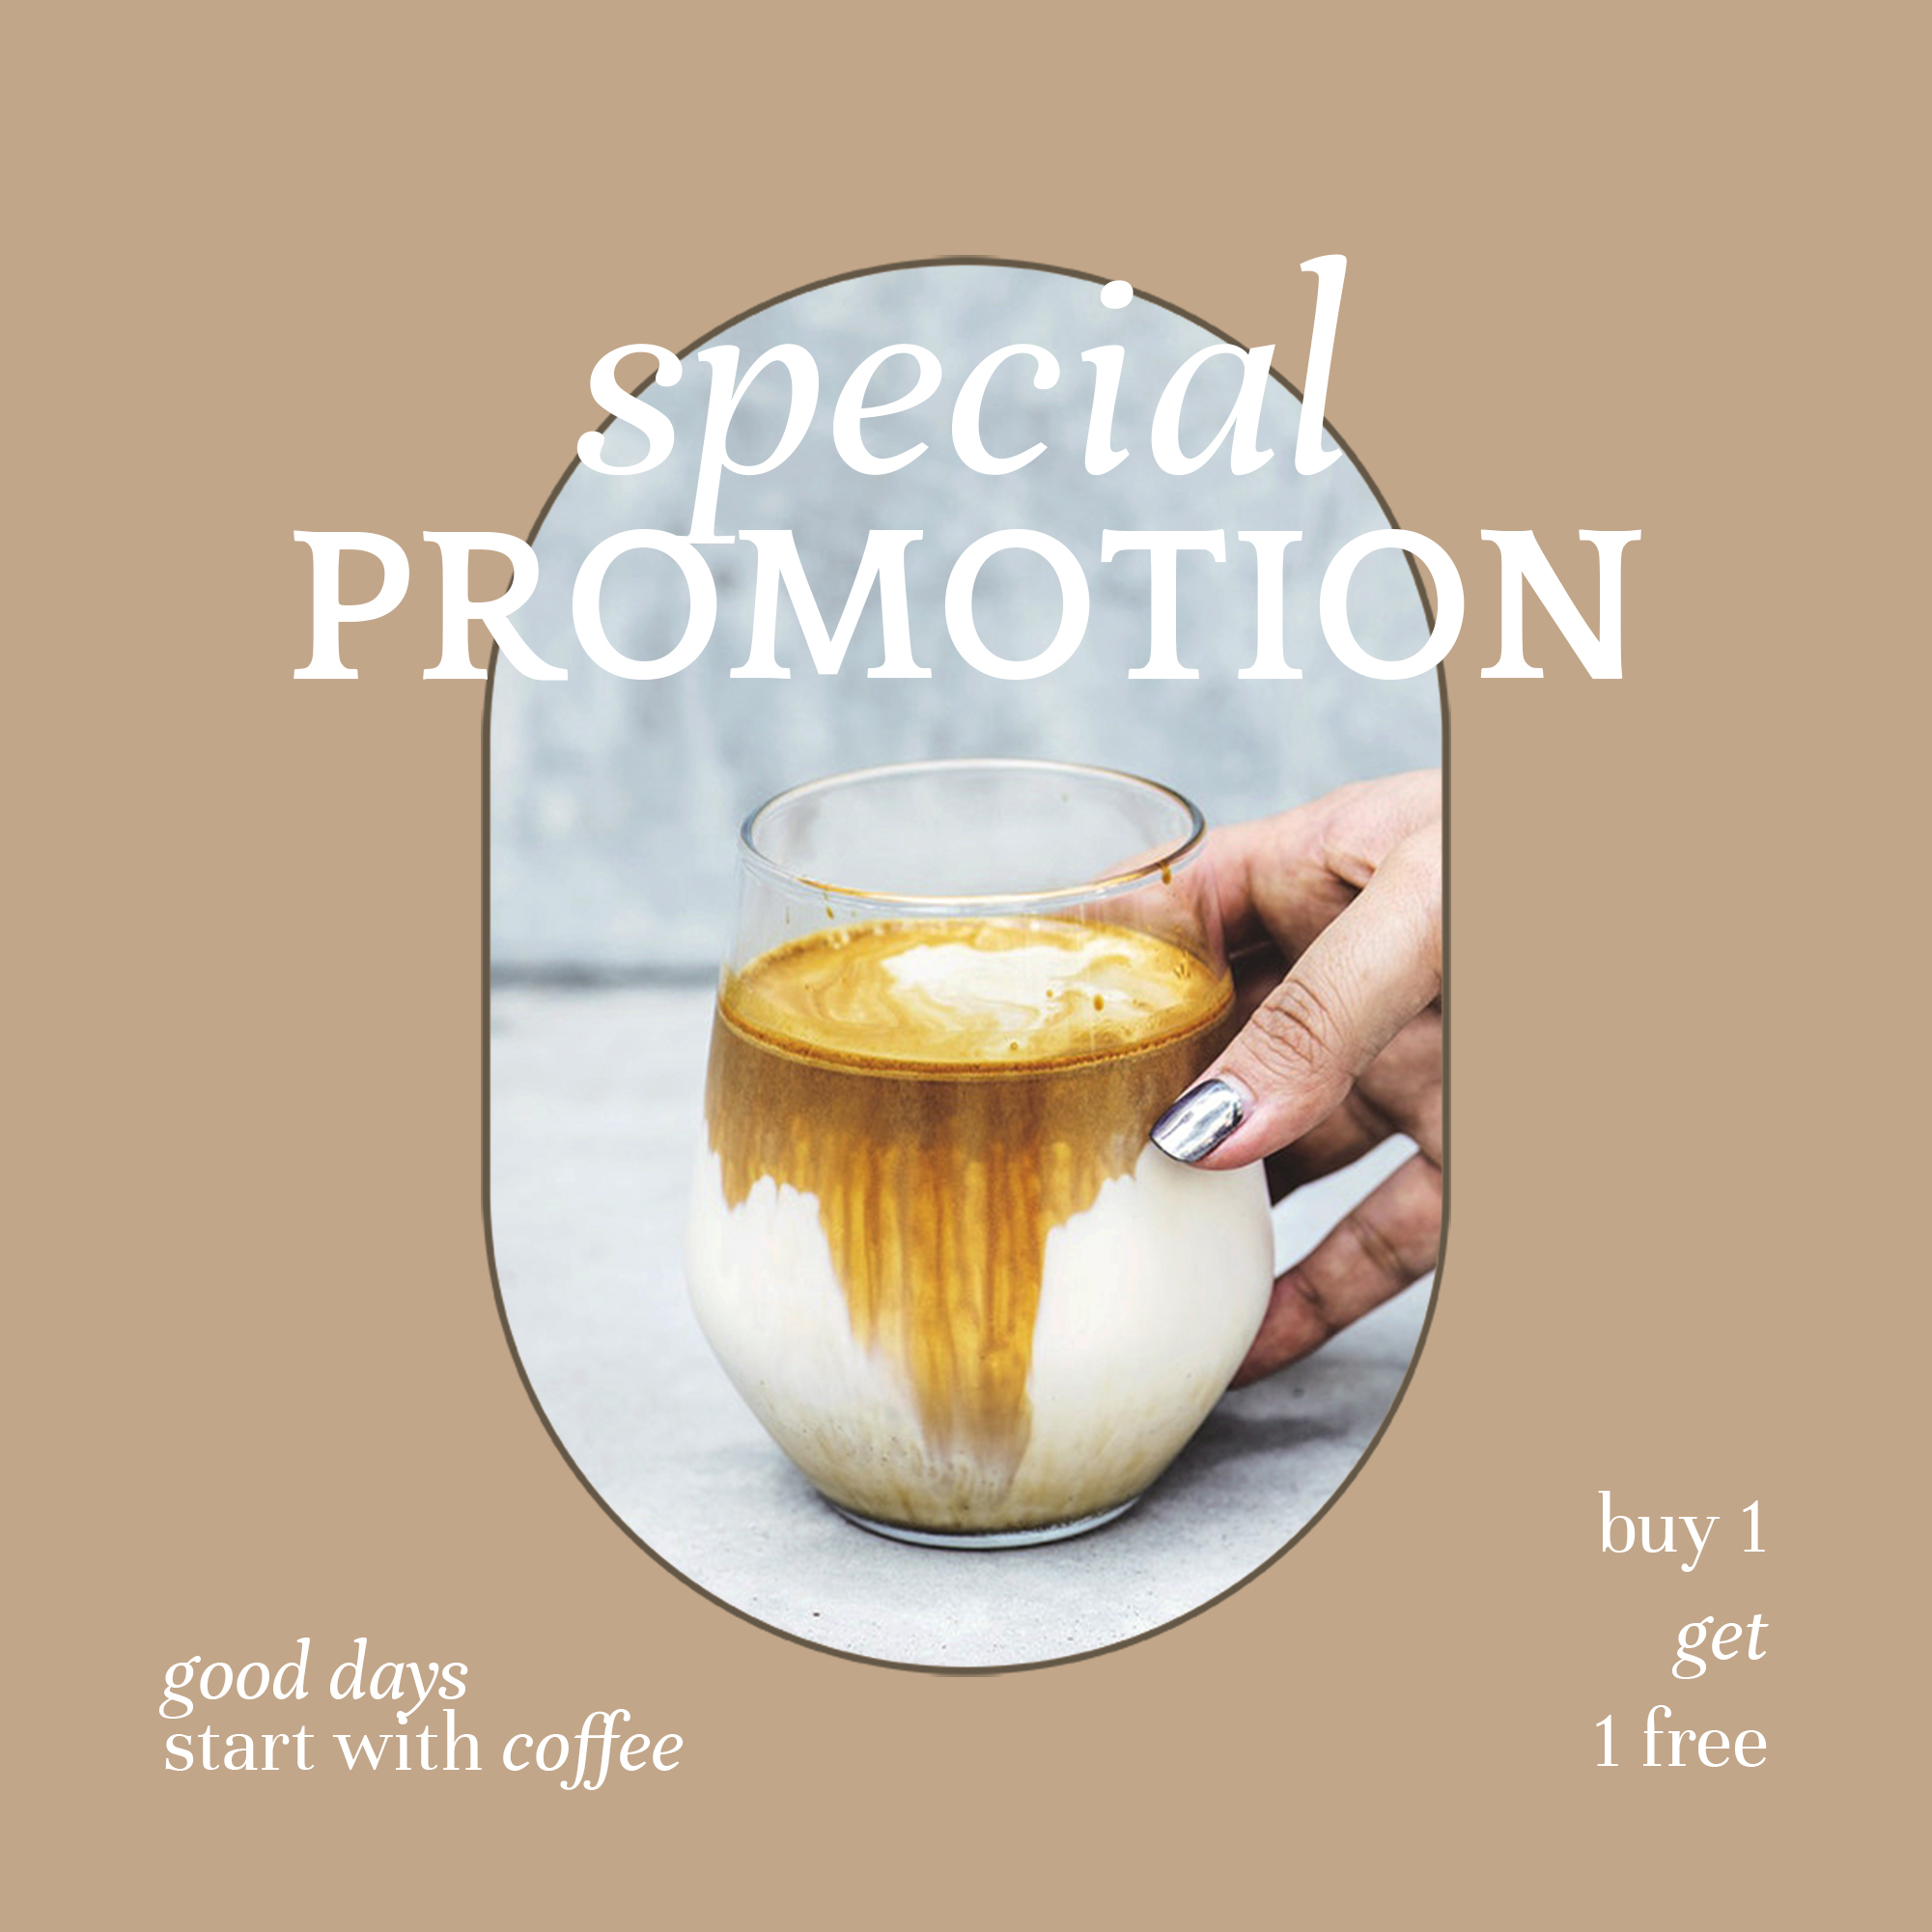 special
PROMOTION
good days
start with coffee
buy 1
get
1 free